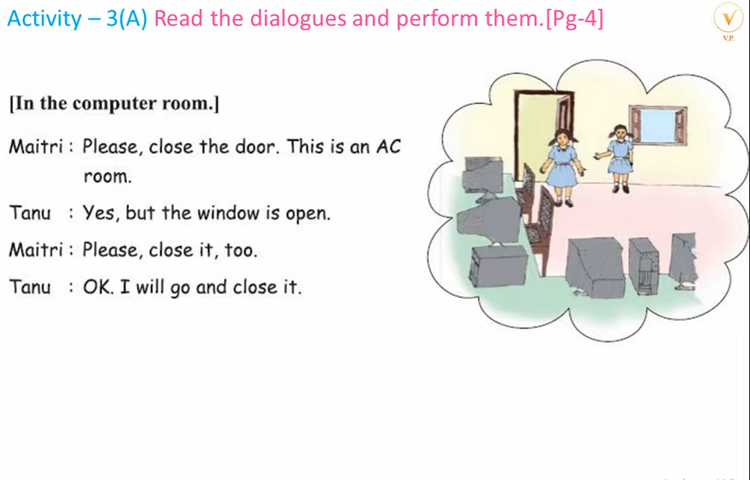 Activity – 3(A) Read the dialogues and perform them.[Pg-4]
V.P.
[In the computer room.]
Maitri : Please, close the door. This is an AC
room.
Tanu : Yes, but the window is open.
Maitri : Please, close it, too.
Tanu : OK. I will go and close it.